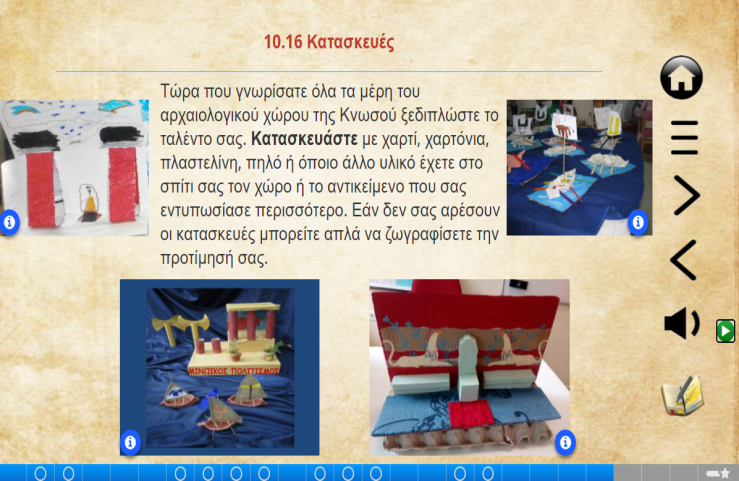 10.16 Κατασκευές
Τώρα που γνωρίσατε όλα τα μέρη του
αρχαιολογικού χώρου της Κνωσού ξεδιπλώστε το
ταλέντο σας. Κατασκευάστε με χαρτί, χαρτόνια,
πλαστελίνη, πηλό ή όποιο άλλο υλικό έχετε στο
σπίτι σας τον χώρο ή το αντικείμενο που σας
εντυπωσίασε περισσότερο. Εάν δεν σας αρέσουν
οι κατασκευές μπορείτε απλά να ζωγραφίσετε την
προτίμησή σας.
ΜΙΝΩΙΚΟΣ ΠΟΛΙΤΙΣΜΟΣ